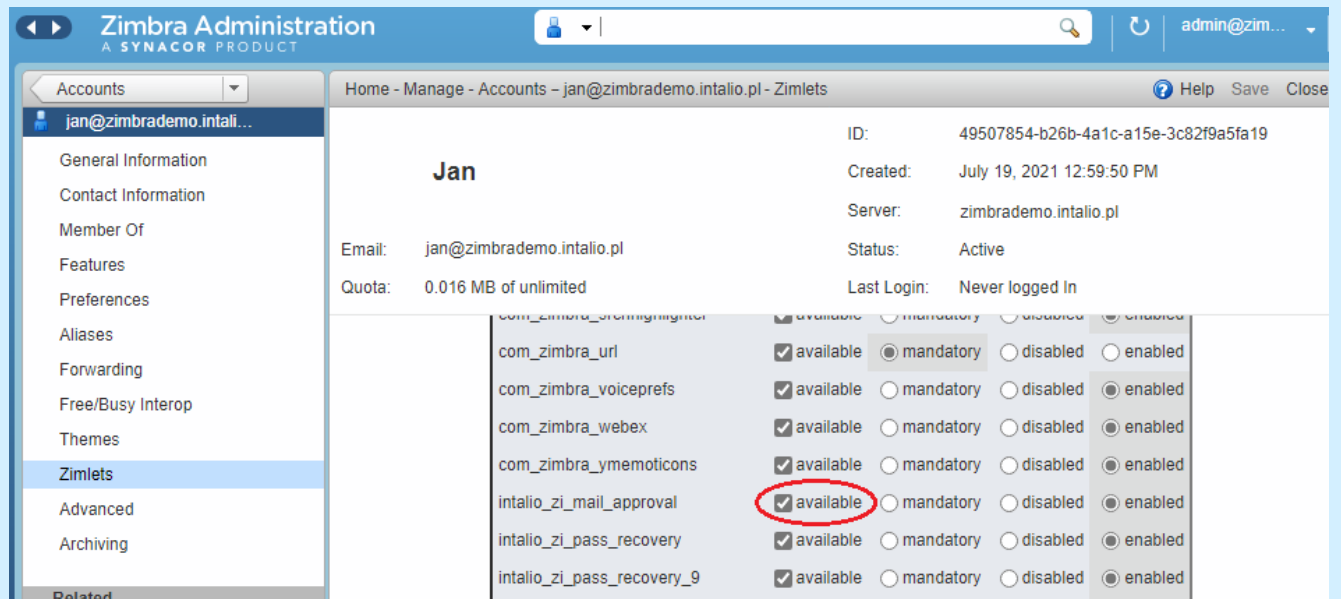 Zimbra Administration
A SYNACOR PRODUCT
admin@zim...
Accounts
Home - Manage - Accounts – jan@zimbrademo.intalio.pl - Zimlets
Help Save Close
jan@zimbrademo.intali...
General Information
Contact Information
Member Of
Features
Preferences
Aliases
Forwarding
Free/Busy Interop
Themes
Zimlets
Advanced
Archiving
Related
Jan
ID: 49507854-b26b-4a1c-a15e-3c82f9a5fa19
Created: July 19, 2021 12:59:50 PM
Server: zimbrademo.intalio.pl
Email: jan@zimbrademo.intalio.pl
Status: Active
Quota: 0.016 MB of unlimited
Last Login: Never logged In
available mandatory disabled enabled
com_zimbra_url available mandatory disabled enabled
com_zimbra_voiceprefs available mandatory disabled enabled
com_zimbra_webex available mandatory disabled enabled
com_zimbra_ymemoticons available mandatory disabled enabled
intalio_zi_mail_approval available mandatory disabled enabled
intalio_zi_pass_recovery available mandatory disabled enabled
intalio_zi_pass_recovery_9 available mandatory disabled enabled